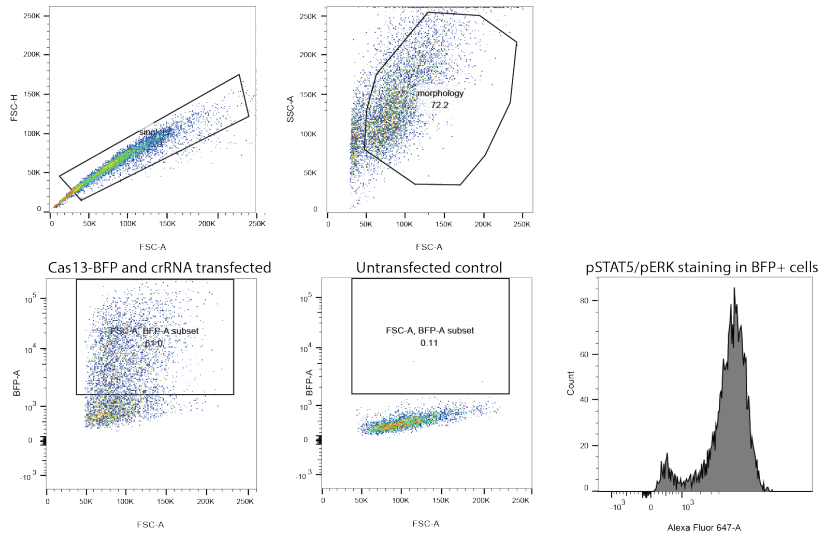 250K
200K
150K
100K
50K
0
FSC-H
0 50K 100K 150K 200K 250K
FSC-A
250K
200K
150K
100K
50K
0
SSC-A
morphology
72.2
0 50K 100K 150K 200K 250K
FSC-A
Cas13-BFP and crRNA transfected
10 5
10 4
10 3
0
-10 3
BFP-A
FSC-A, BFP-A subset
0 50K 100K 150K 200K 250K
FSC-A
Untransfected control
10 5
10 4
10 3
0
-10 3
BFP-A
FSC-A, BFP-A subset
0.11
0 50K 100K 150K 200K 250K
FSC-A
pSTAT5/pERK staining in BFP+ cells
80
60
40
20
0
Count
-10 3 0 10 3
Alexa Fluor 647-A